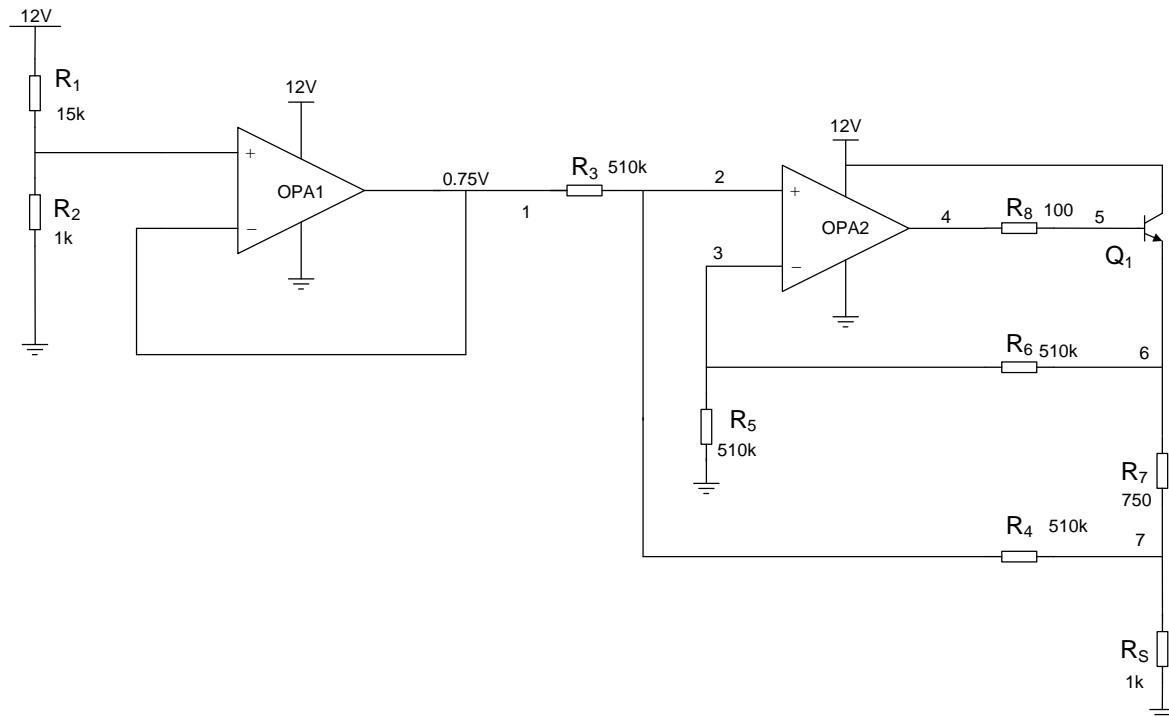 12V
R1
15k
12V
+
OPA1
−
R2
1k
0.75V
1
R3 510k
2
12V
+
OPA2
−
3
4
R8 100
5
Q1
R6 510k
6
R5
510k
R7
750
R4 510k
7
RS
1k